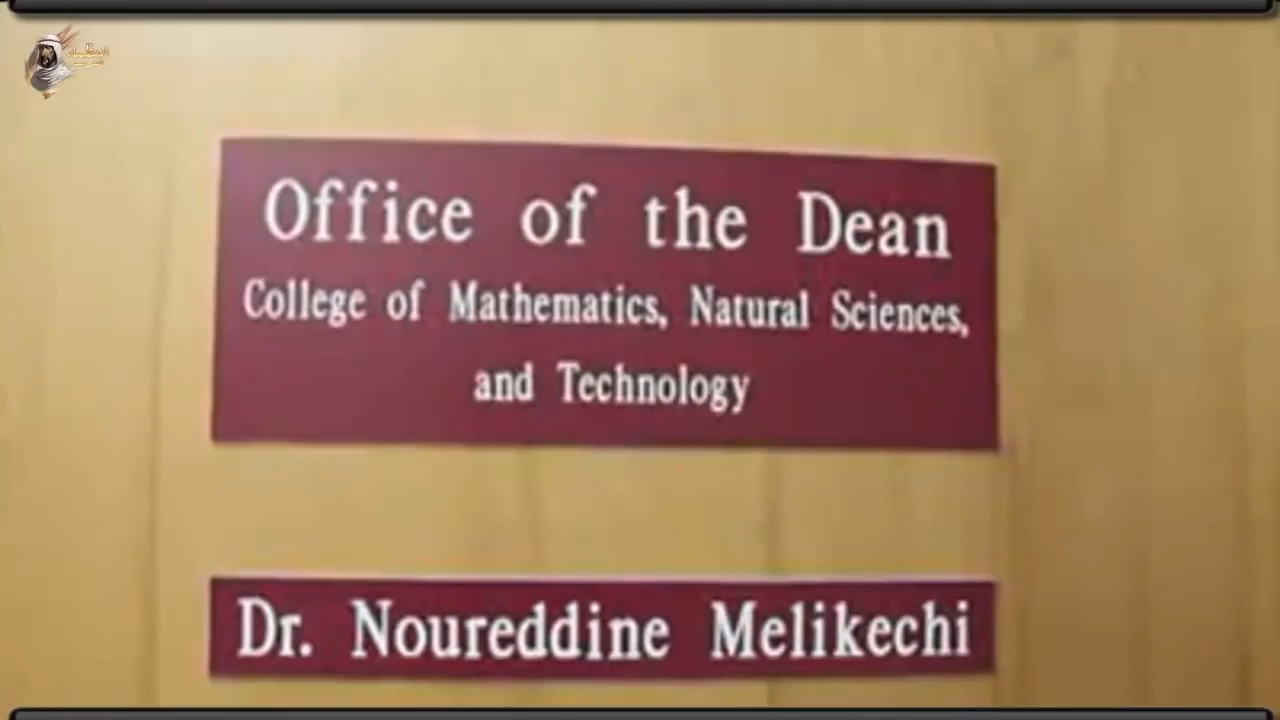 Office of the Dean
College of Mathematics, Natural Sciences,
and Technology
Dr. Noureddine Melikechi